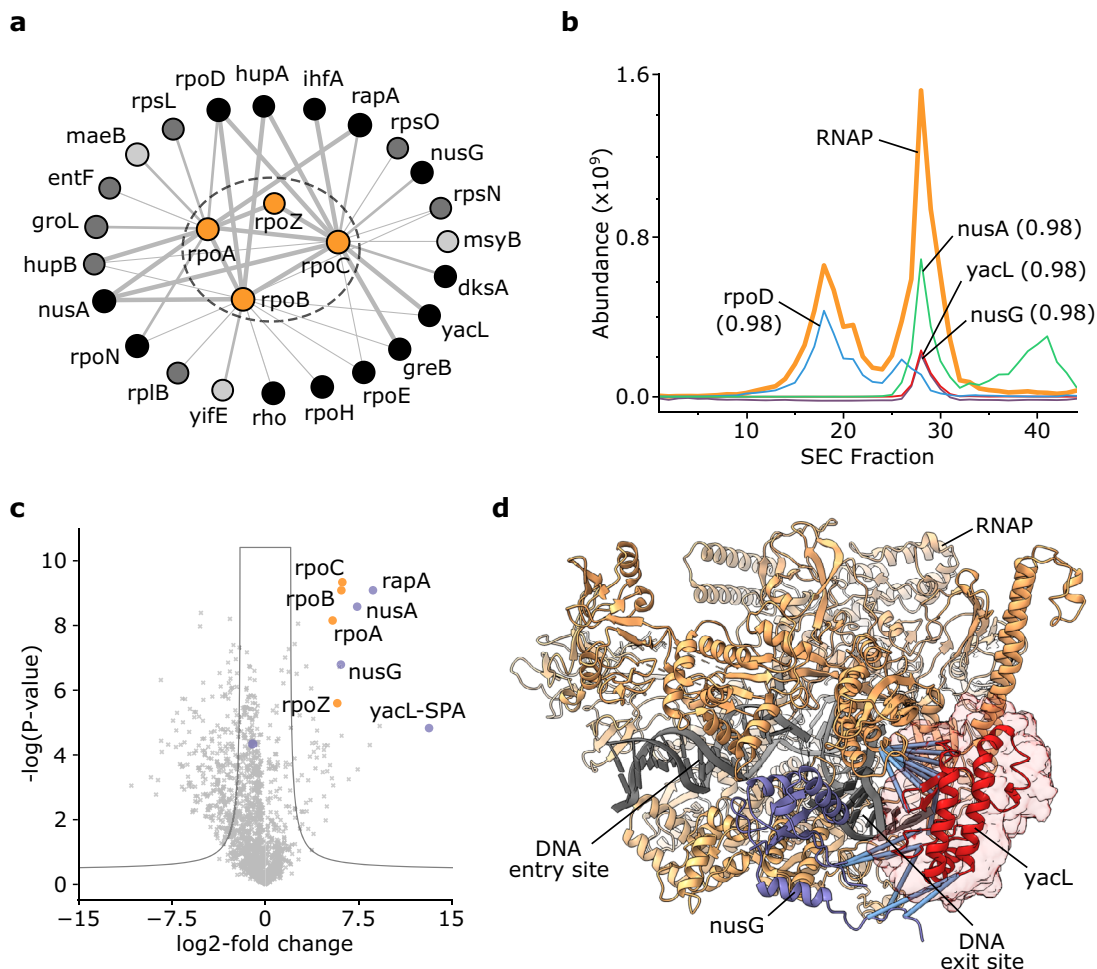 a
rpoD
hupA
ihfA
rapA
rpsL
rpsO
maeB
nusG
entF
rpsN
groL
rpoZ
msyB
rpoA
rpoC
hupB
dksA
nusA
rpoB
yacL
rpoN
greB
rplB
rpoE
yifE
rho
rpoH
b
1.6
RNAP
Abundance (x10⁹)
nusA (0.98)
0.8
yacL (0.98)
rpoD
(0.98)
nusG (0.98)
0.0
10
20
30
40
SEC Fraction
c
10
rpoC
rapA
rpoB
nusA
8
rpoA
-log(P-value)
nusG
6
rpoZ
yacL-SPA
4
2
0
−15
−7.5
0
7.5
15
log2-fold change
d
RNAP
DNA
entry site
yacL
nusG
DNA
exit site